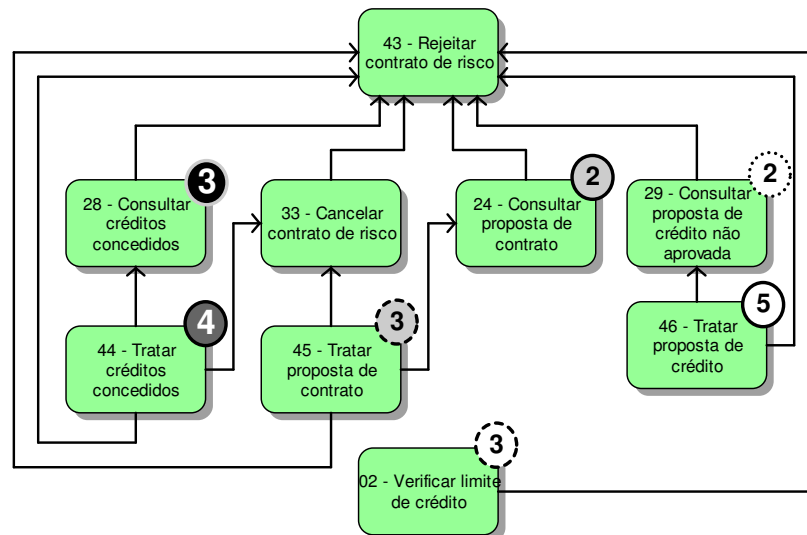 43 - Rejeitar
contrato de risco
3
28 - Consultar
créditos
concedidos
33 - Cancelar
contrato de risco
2
24 - Consultar
proposta de
contrato
2
29 - Consultar
proposta de
crédito não
aprovada
4
44 - Tratar
créditos
concedidos
3
45 - Tratar
proposta de
contrato
5
46 - Tratar
proposta de
crédito
3
02 - Verificar limite
de crédito